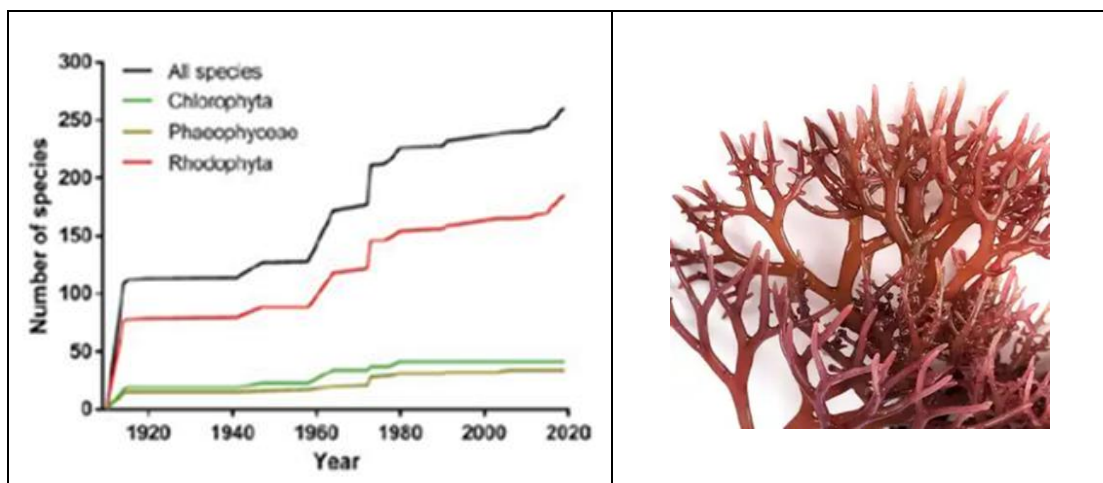 300
250
200
150
100
50
0
Number of species
All species
Chlorophyta
Phaeophyceae
Rhodophyta
1920 1940 1960 1980 2000 2020
Year